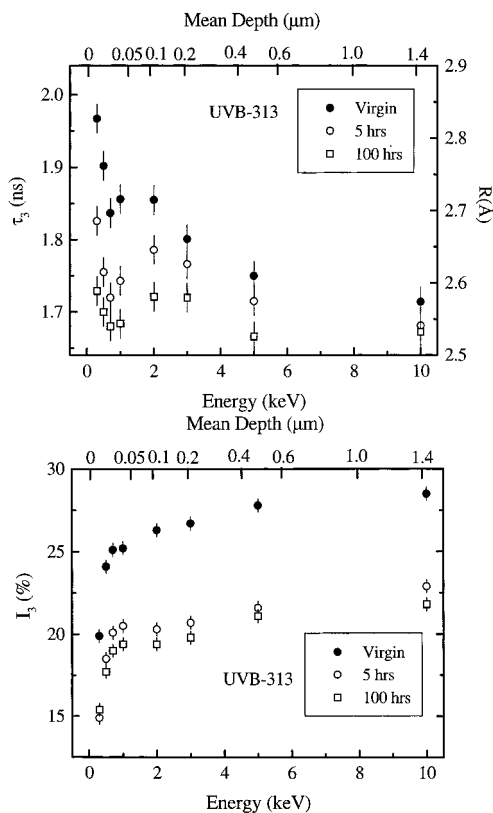 Mean Depth (μm)
0 0.05 0.1 0.2 0.4 0.6 1.0 1.4
2.0 2.9
UVB-313
Virgin
5 hrs
100 hrs
1.9 2.8
τ₃ (ns) R(A)
1.8 2.7
1.7 2.6
2.5
0 2 4 6 8 10
Energy (keV)
Mean Depth (μm)
0 0.05 0.1 0.2 0.4 0.6 1.0 1.4
30
25
I₃ (%)
20
15
UVB-313
Virgin
5 hrs
100 hrs
0 2 4 6 8 10
Energy (keV)